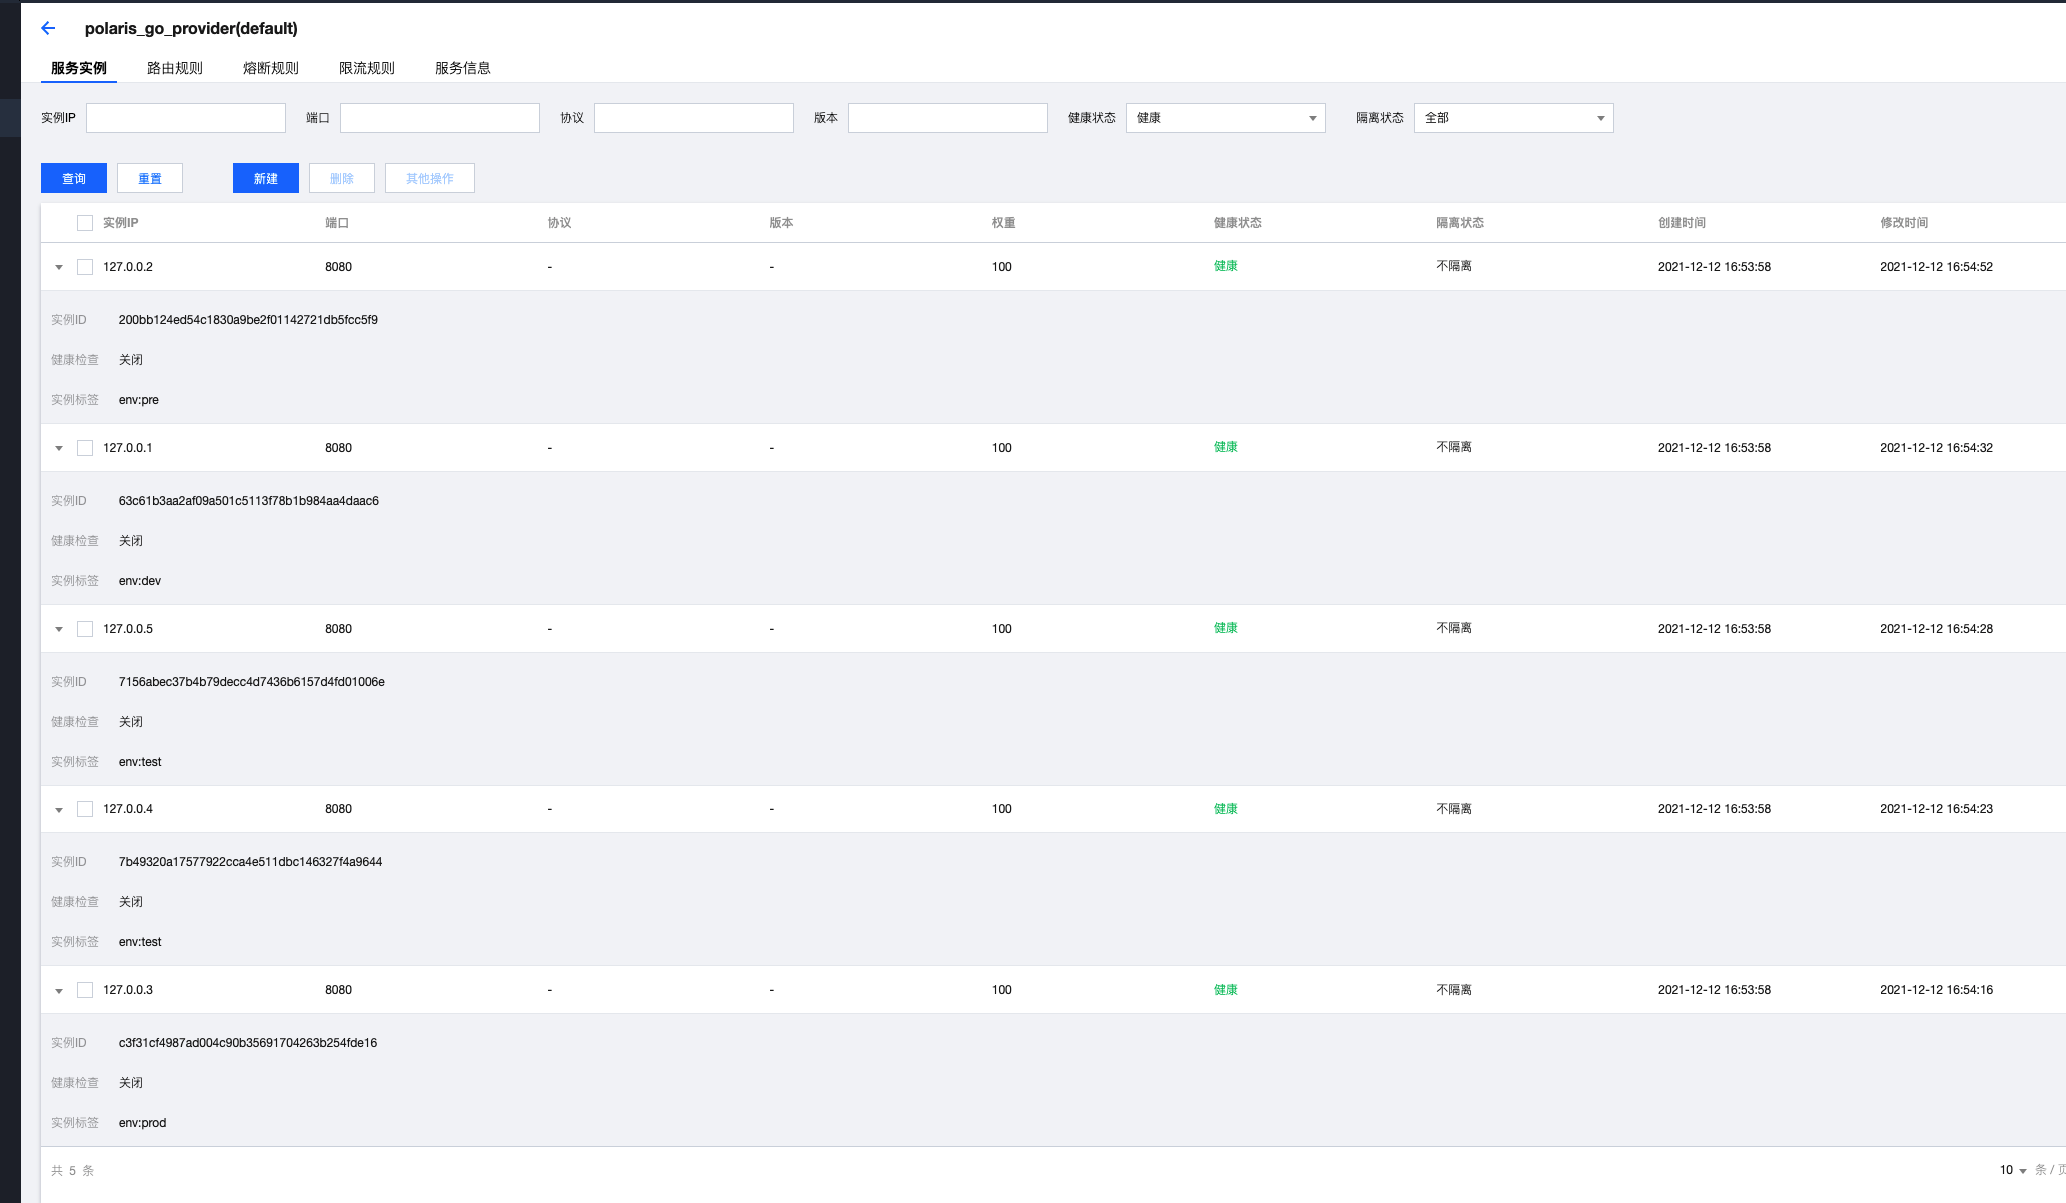 polaris_go_provider(default)
服务实例 路由规则 熔断规则 限流规则 服务信息
实例IP 端口 协议 版本 健康状态 健康 隔离状态 全部
查询 重置 新建 删除 其他操作
实例IP 端口 协议 版本 权重 健康状态 隔离状态 创建时间 修改时间
127.0.0.2 8080 - - 100 健康 不隔离 2021-12-12 16:53:58 2021-12-12 16:54:52
实例ID 200bb124ed54c1830a9be2f01142721db5fcc5f9
健康检查 关闭
实例标签 env:pre
127.0.0.1 8080 - - 100 健康 不隔离 2021-12-12 16:53:58 2021-12-12 16:54:32
实例ID 63c61b3aa2af09a501c5113f78b1b984aa4daac6
健康检查 关闭
实例标签 env:dev
127.0.0.5 8080 - - 100 健康 不隔离 2021-12-12 16:53:58 2021-12-12 16:54:28
实例ID 7156abec37b4b79decc4d7436b6157d4fd01006e
健康检查 关闭
实例标签 env:test
127.0.0.4 8080 - - 100 健康 不隔离 2021-12-12 16:53:58 2021-12-12 16:54:23
实例ID 7b49320a17577922cca4e511dbc146327f4a9644
健康检查 关闭
实例标签 env:test
127.0.0.3 8080 - - 100 健康 不隔离 2021-12-12 16:53:58 2021-12-12 16:54:16
实例ID c3f31cf4987ad004c90b35691704263b254fde16
健康检查 关闭
实例标签 env:prod
共 5 条 10 条 / 页